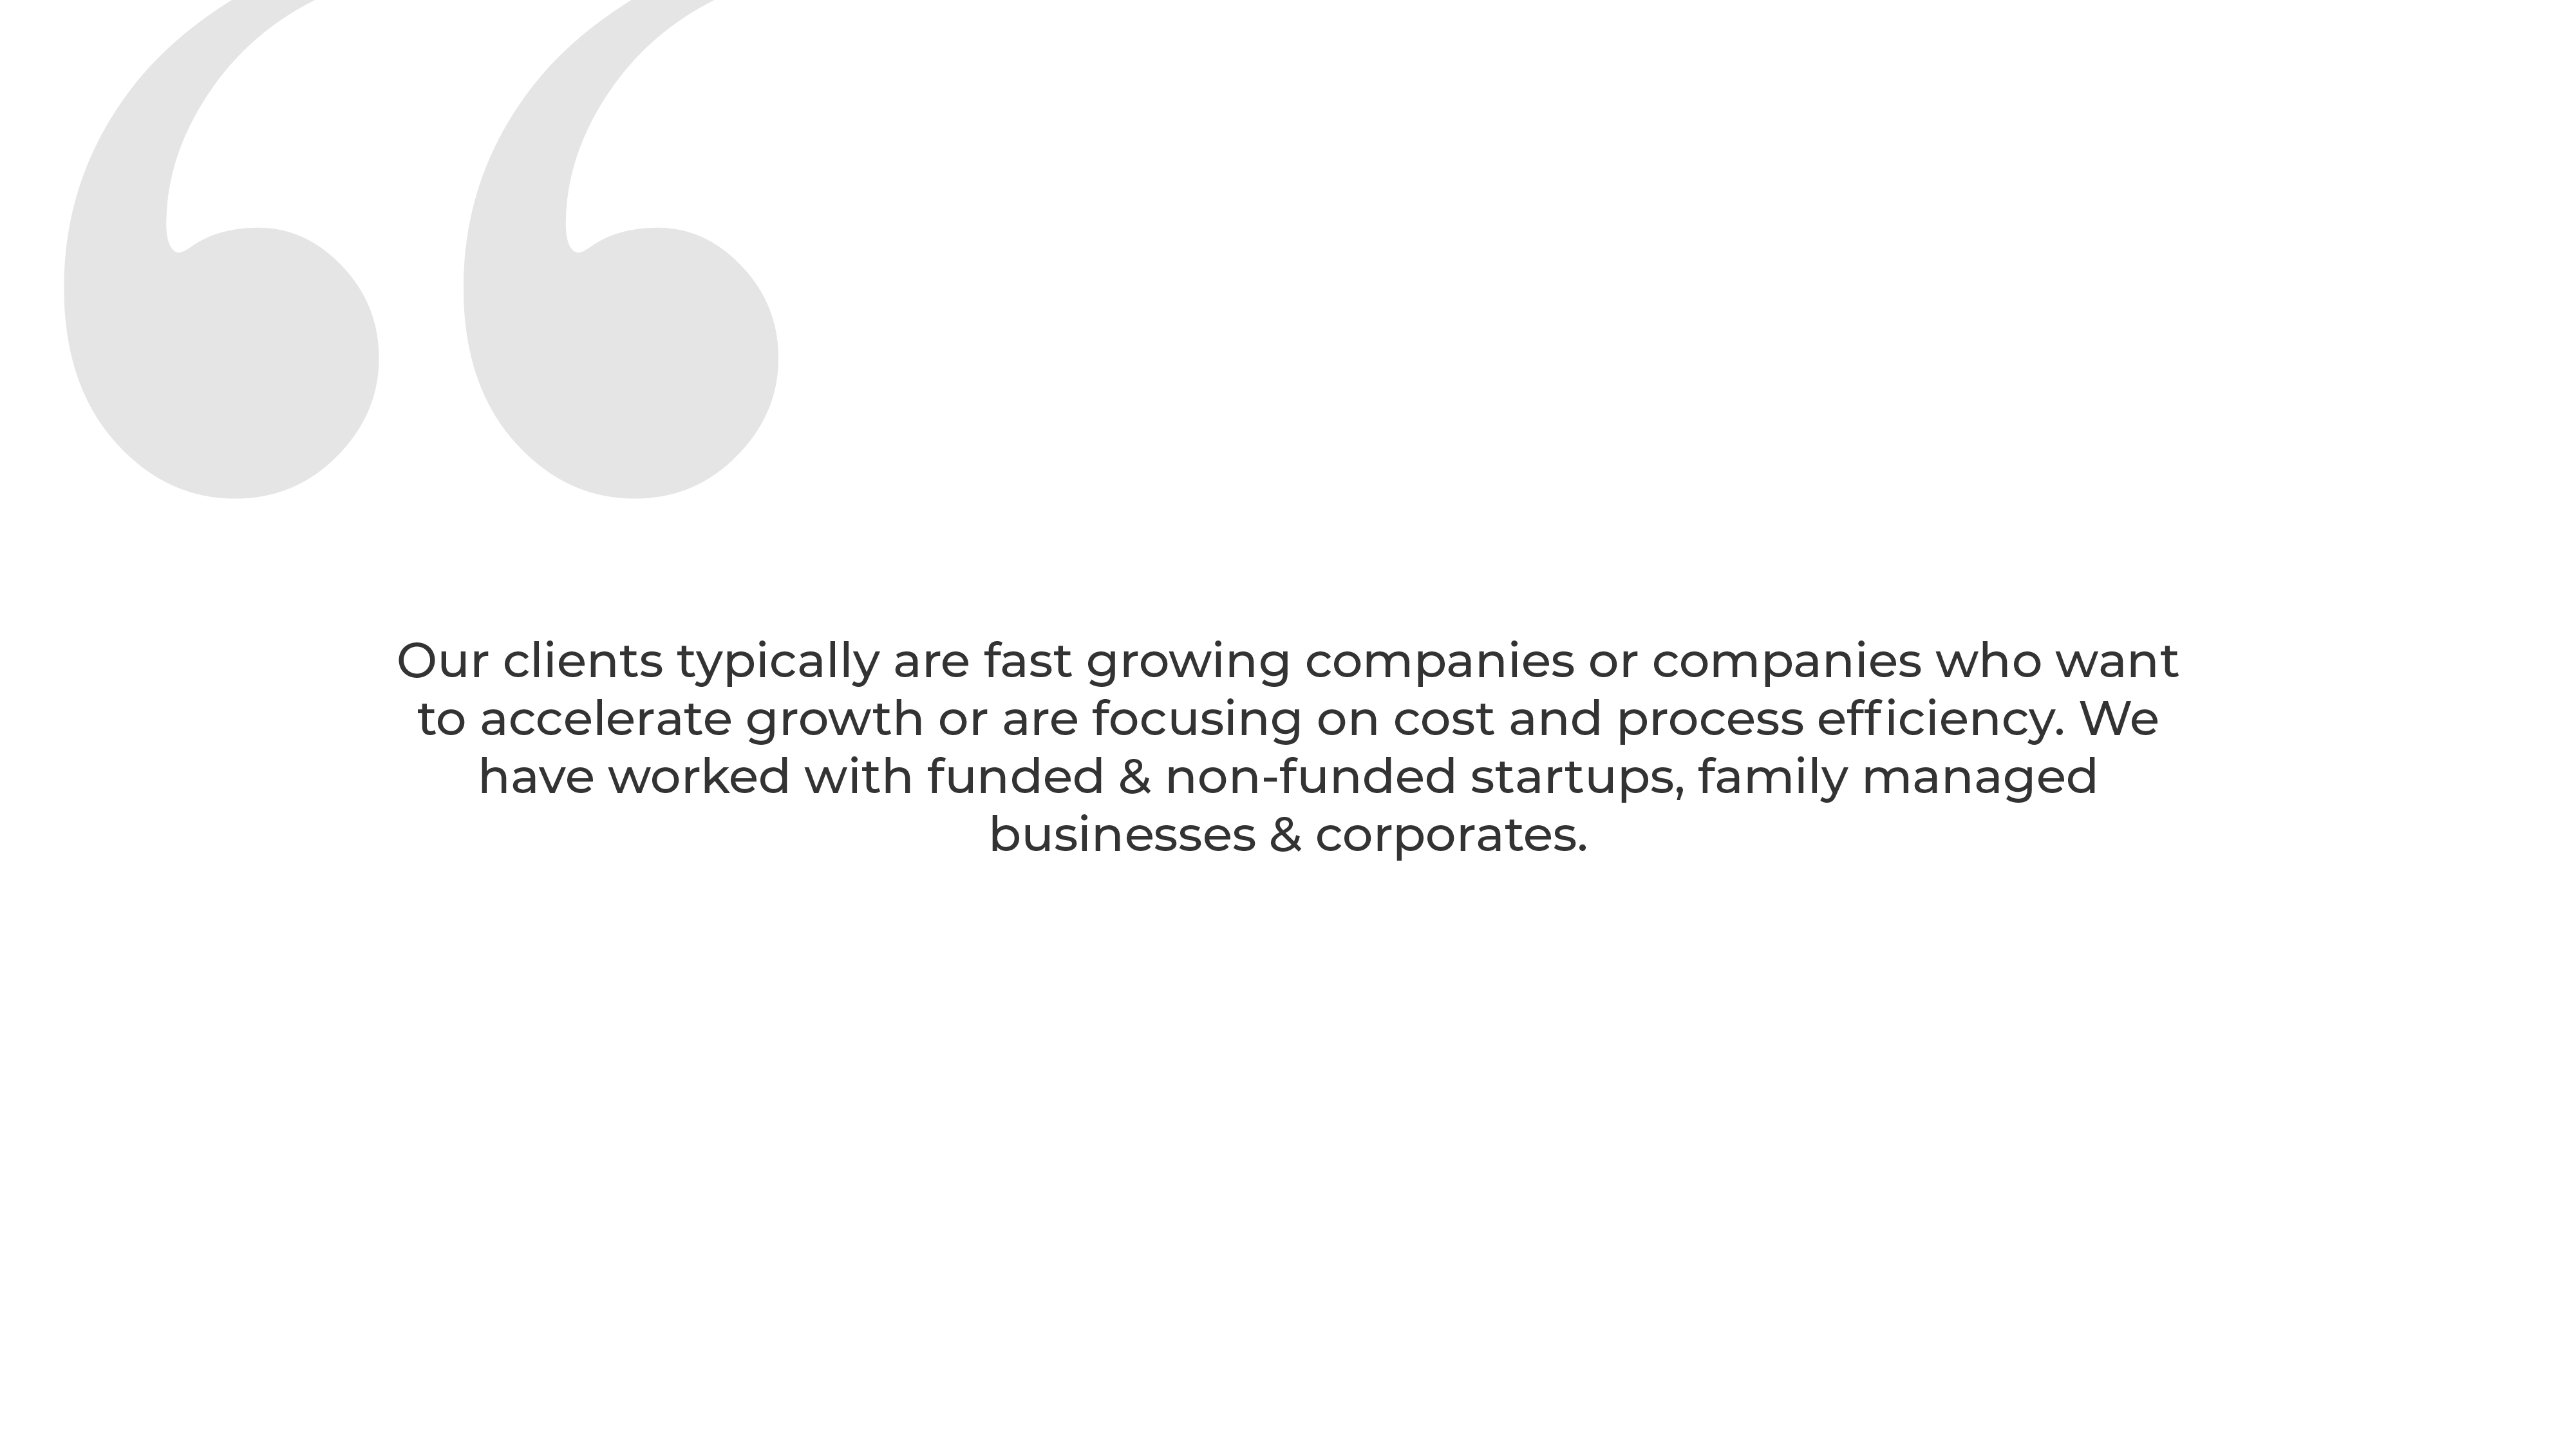 Our clients typically are fast growing companies or companies who want
to accelerate growth or are focusing on cost and process efficiency. We
have worked with funded & non-funded startups, family managed
businesses & corporates.